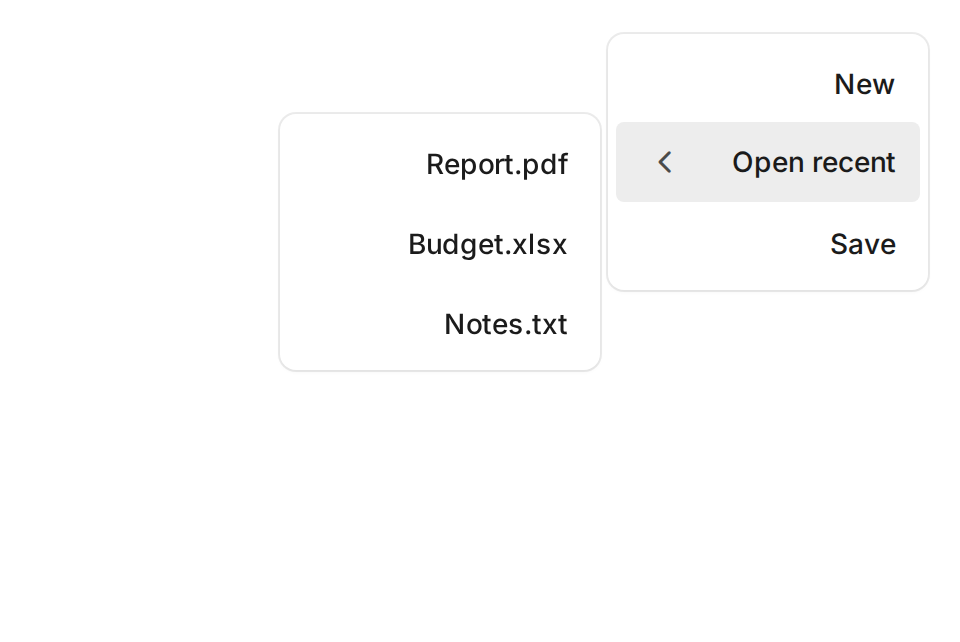 New
Open recent
Save
Report.pdf
Budget.xlsx
Notes.txt